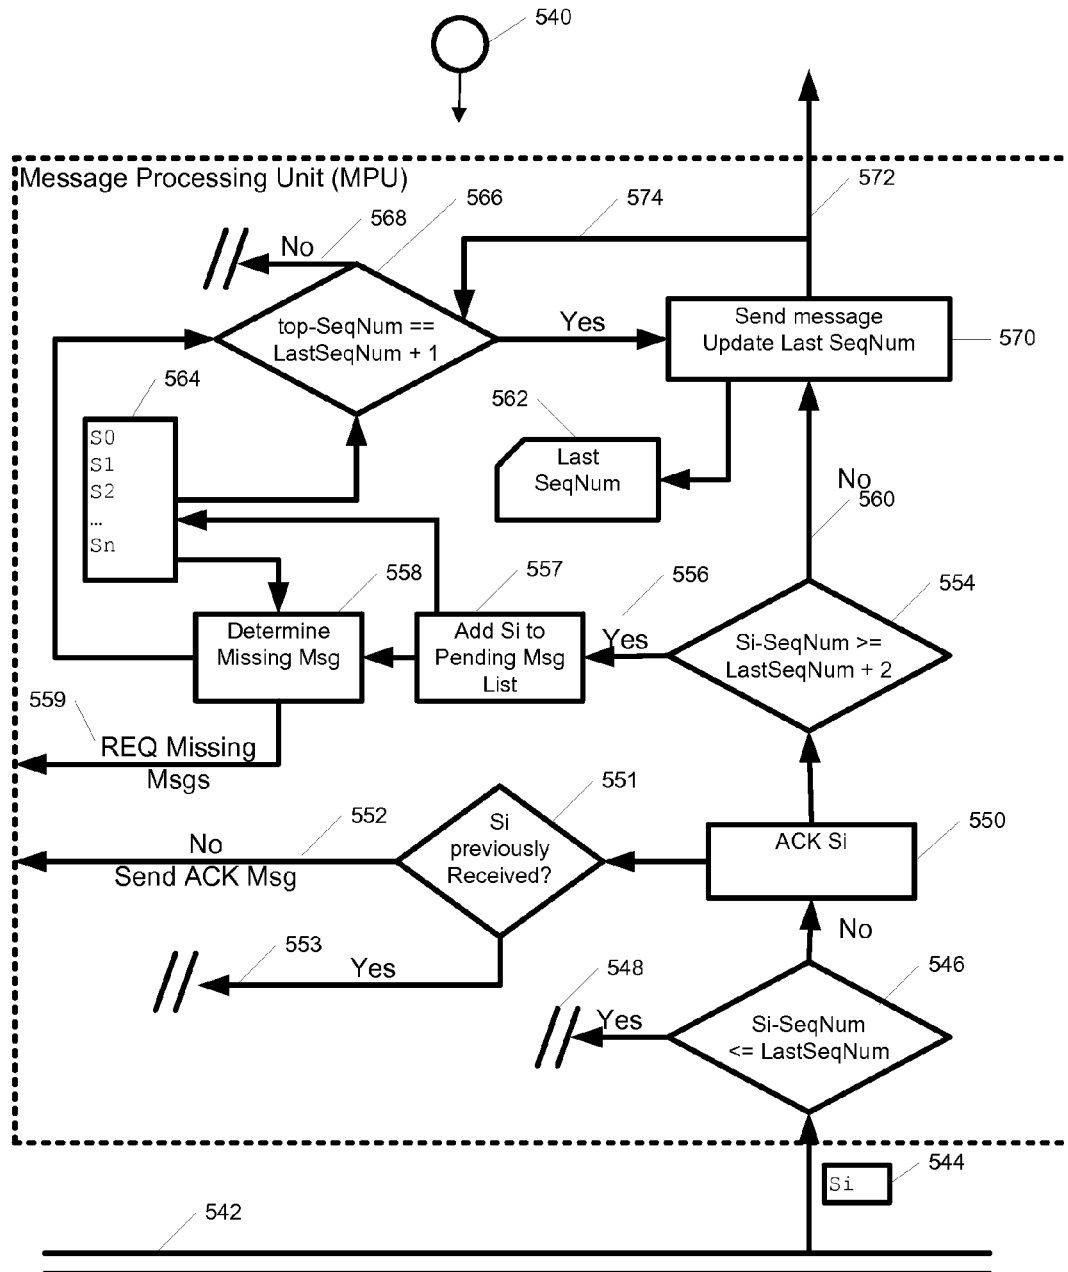 540
Message Processing Unit (MPU)
572
574
566
568
No
top-SeqNum ==
LastSeqNum + 1
Yes
Send message
Update Last SeqNum
570
564
562
S0
S1
S2
...
Sn
Last
SeqNum
No
560
558
557
556
554
Determine
Missing Msg
Add Si to
Pending Msg
List
Yes
Si-SeqNum >=
LastSeqNum + 2
559
REQ Missing
Msgs
551
552
Si
previously
Received?
No
Send ACK Msg
ACK Si
550
553
Yes
No
548
546
Yes
Si-SeqNum
<= LastSeqNum
544
Si
542